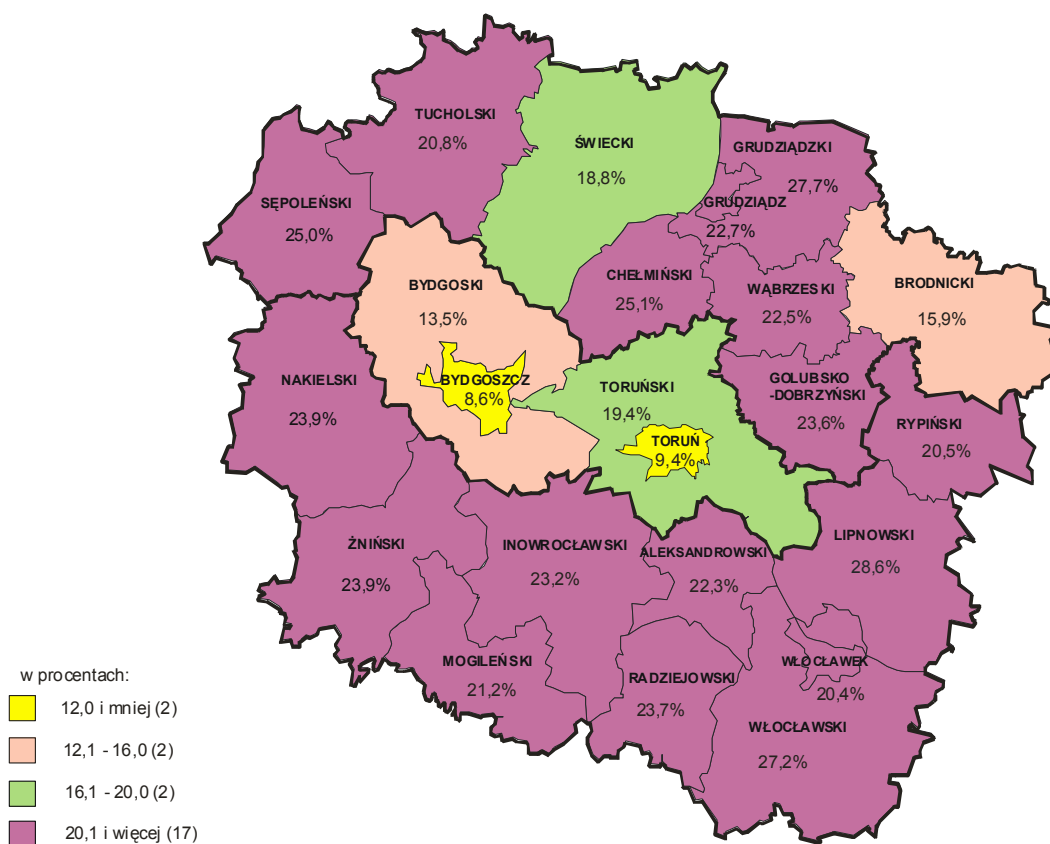 TUCHOLSKI
20,8%
ŚWIECKI
18,8%
GRUDZIĄDZKI
27,7%
GRUDZIĄDZ
22,7%
SĘPOLEŃSKI
25,0%
BYDGOSKI
13,5%
CHEŁMIŃSKI
25,1%
WĄBRZESKI
22,5%
BRODNICKI
15,9%
NAKIELSKI
23,9%
BYDGOSZCZ
8,6%
TORUŃSKI
19,4%
TORUŃ
9,4%
GOLUBSKO
-DOBRZYŃSKI
23,6%
RYPIŃSKI
20,5%
ŻNIŃSKI
23,9%
INOWROCŁAWSKI
23,2%
ALEKSANDROWSKI
22,3%
LIPNOWSKI
28,6%
MOGILEŃSKI
21,2%
RADZIEJOWSKI
23,7%
WŁOCŁAWEK
20,4%
WŁOCŁAWSKI
27,2%
w procentach:
12,0 i mniej (2)
12,1 - 16,0 (2)
16,1 - 20,0 (2)
20,1 i więcej (17)